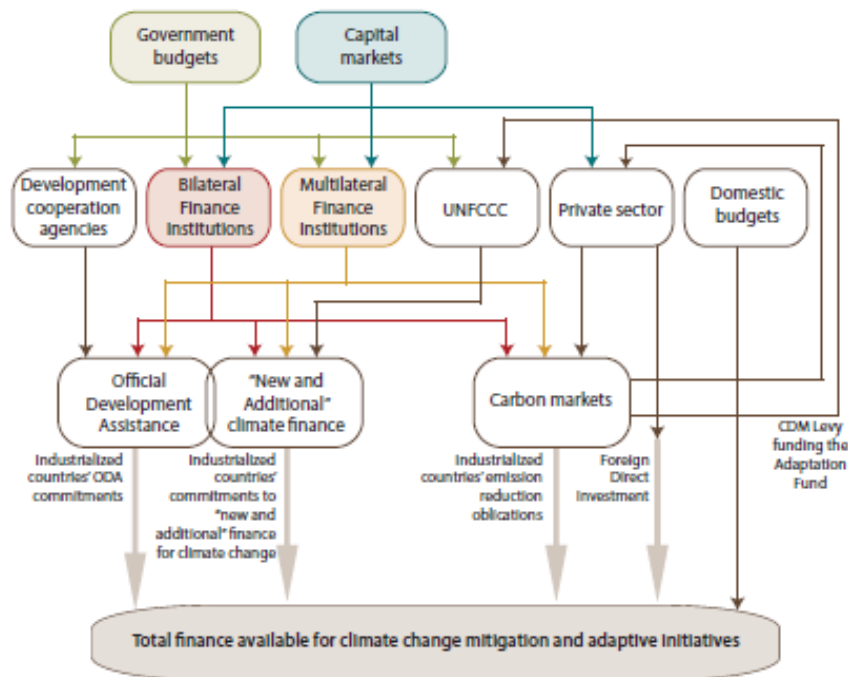 Government
budgets
Capital
markets
Development
cooperation
agencies
Bilateral
Finance
Institutions
Multilateral
Finance
Institutions
UNFCCC
Private sector
Domestic
budgets
Official
Development
Assistance
"New and
Additional"
climate finance
Carbon markets
CDM Levy
funding the
Adaptation
Fund
Industrialized
countries' ODA
commitments
Industrialized
countries'
commitments to
"new and
additional" finance
for climate change
Industrialized
countries' emission
reduction
oblications
Foreign
Direct
Investment
Total finance available for climate change mitigation and adaptive initiatives